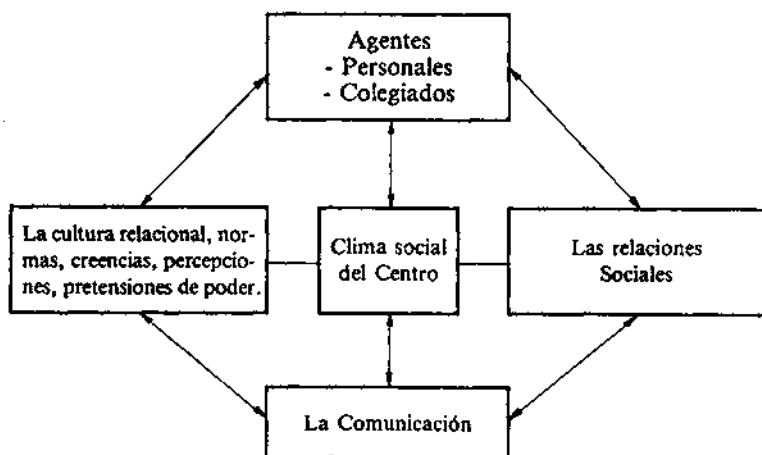 Agentes
- Personales
- Colegiados
La cultura relacional, nor-
mas, creencias, percepcio-
nes, pretensiones de poder.
Clima social
del Centro
Las relaciones
Sociales
La Comunicación